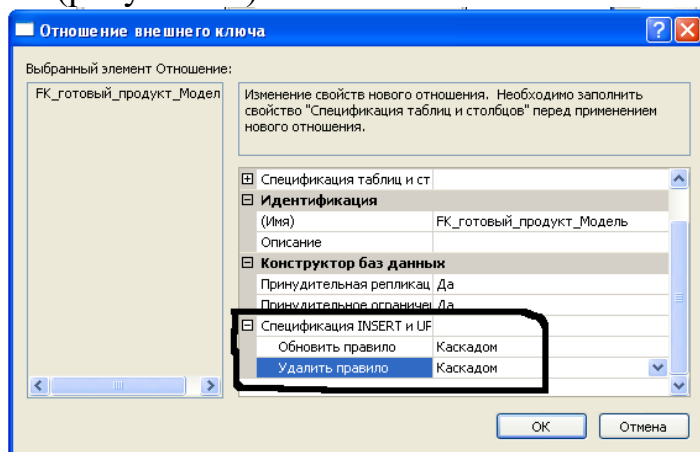 Отношение внешнего ключа
Выбранный элемент Отношение:
FK_готовый_продукт_Модел
Изменение свойств нового отношения. Необходимо заполнить
свойство "Спецификация таблиц и столбцов" перед применением
нового отношения.
Спецификация таблиц и ст
Идентификация
(Имя) FK_готовый_продукт_Модель
Описание
Конструктор баз данных
Принудительная репликац Да
Принудительное ограничен Да
Спецификация INSERT и UP
Обновить правило Каскадом
Удалить правило Каскадом
OK Отмена